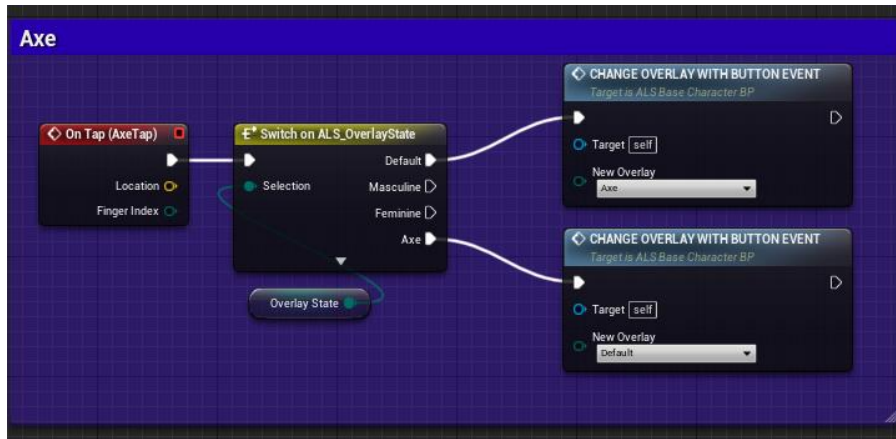 Axe
On Tap (AxeTap)
Location
Finger Index
Switch on ALS_OverlayState
Selection
Default
Masculine
Feminine
Axe
Overlay State
CHANGE OVERLAY WITH BUTTON EVENT
Target is ALS Base Character BP
Target self
New Overlay
Axe
CHANGE OVERLAY WITH BUTTON EVENT
Target is ALS Base Character BP
Target self
New Overlay
Default